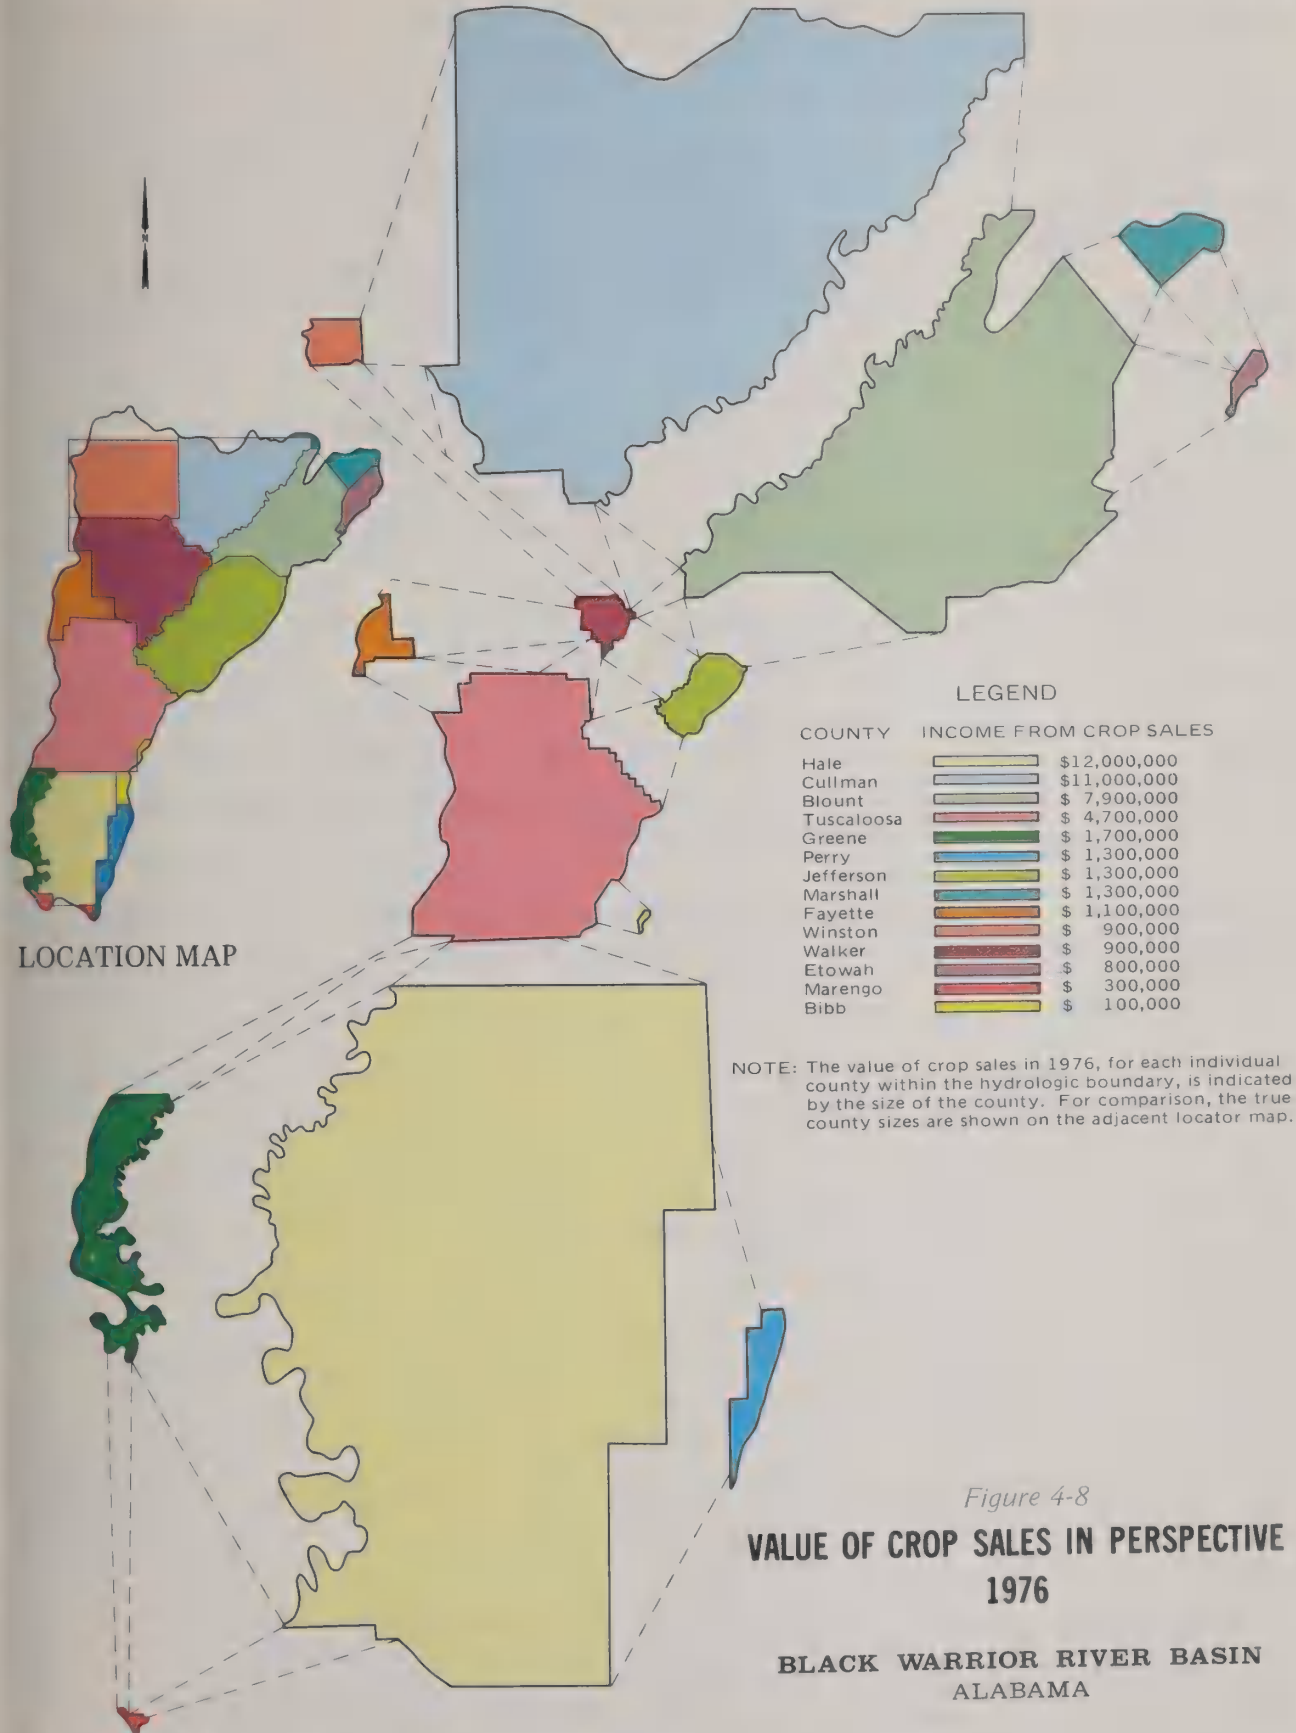 N
LOCATION MAP
LEGEND
COUNTY INCOME FROM CROP SALES
Hale $12,000,000
Cullman $11,000,000
Blount $ 7,900,000
Tuscaloosa $ 4,700,000
Greene $ 1,700,000
Perry $ 1,300,000
Jefferson $ 1,300,000
Marshall $ 1,300,000
Fayette $ 1,100,000
Winston $ 900,000
Walker $ 900,000
Etowah $ 800,000
Marengo $ 300,000
Bibb $ 100,000
NOTE: The value of crop sales in 1976, for each individual
county within the hydrologic boundary, is indicated
by the size of the county. For comparison, the true
county sizes are shown on the adjacent locator map.
Figure 4-8
VALUE OF CROP SALES IN PERSPECTIVE
1976
BLACK WARRIOR RIVER BASIN
ALABAMA